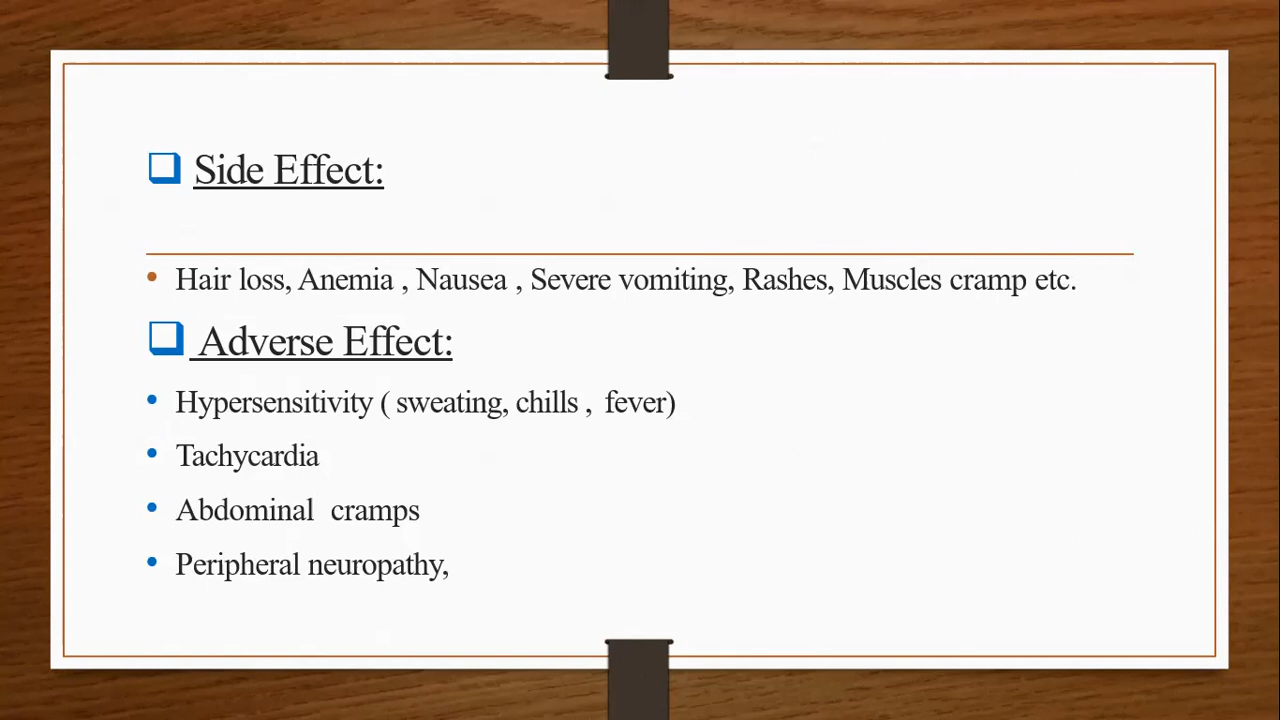 Side Effect:
Hair loss, Anemia , Nausea , Severe vomiting, Rashes, Muscles cramp etc.
Adverse Effect:
Hypersensitivity ( sweating, chills , fever)
Tachycardia
Abdominal cramps
Peripheral neuropathy,